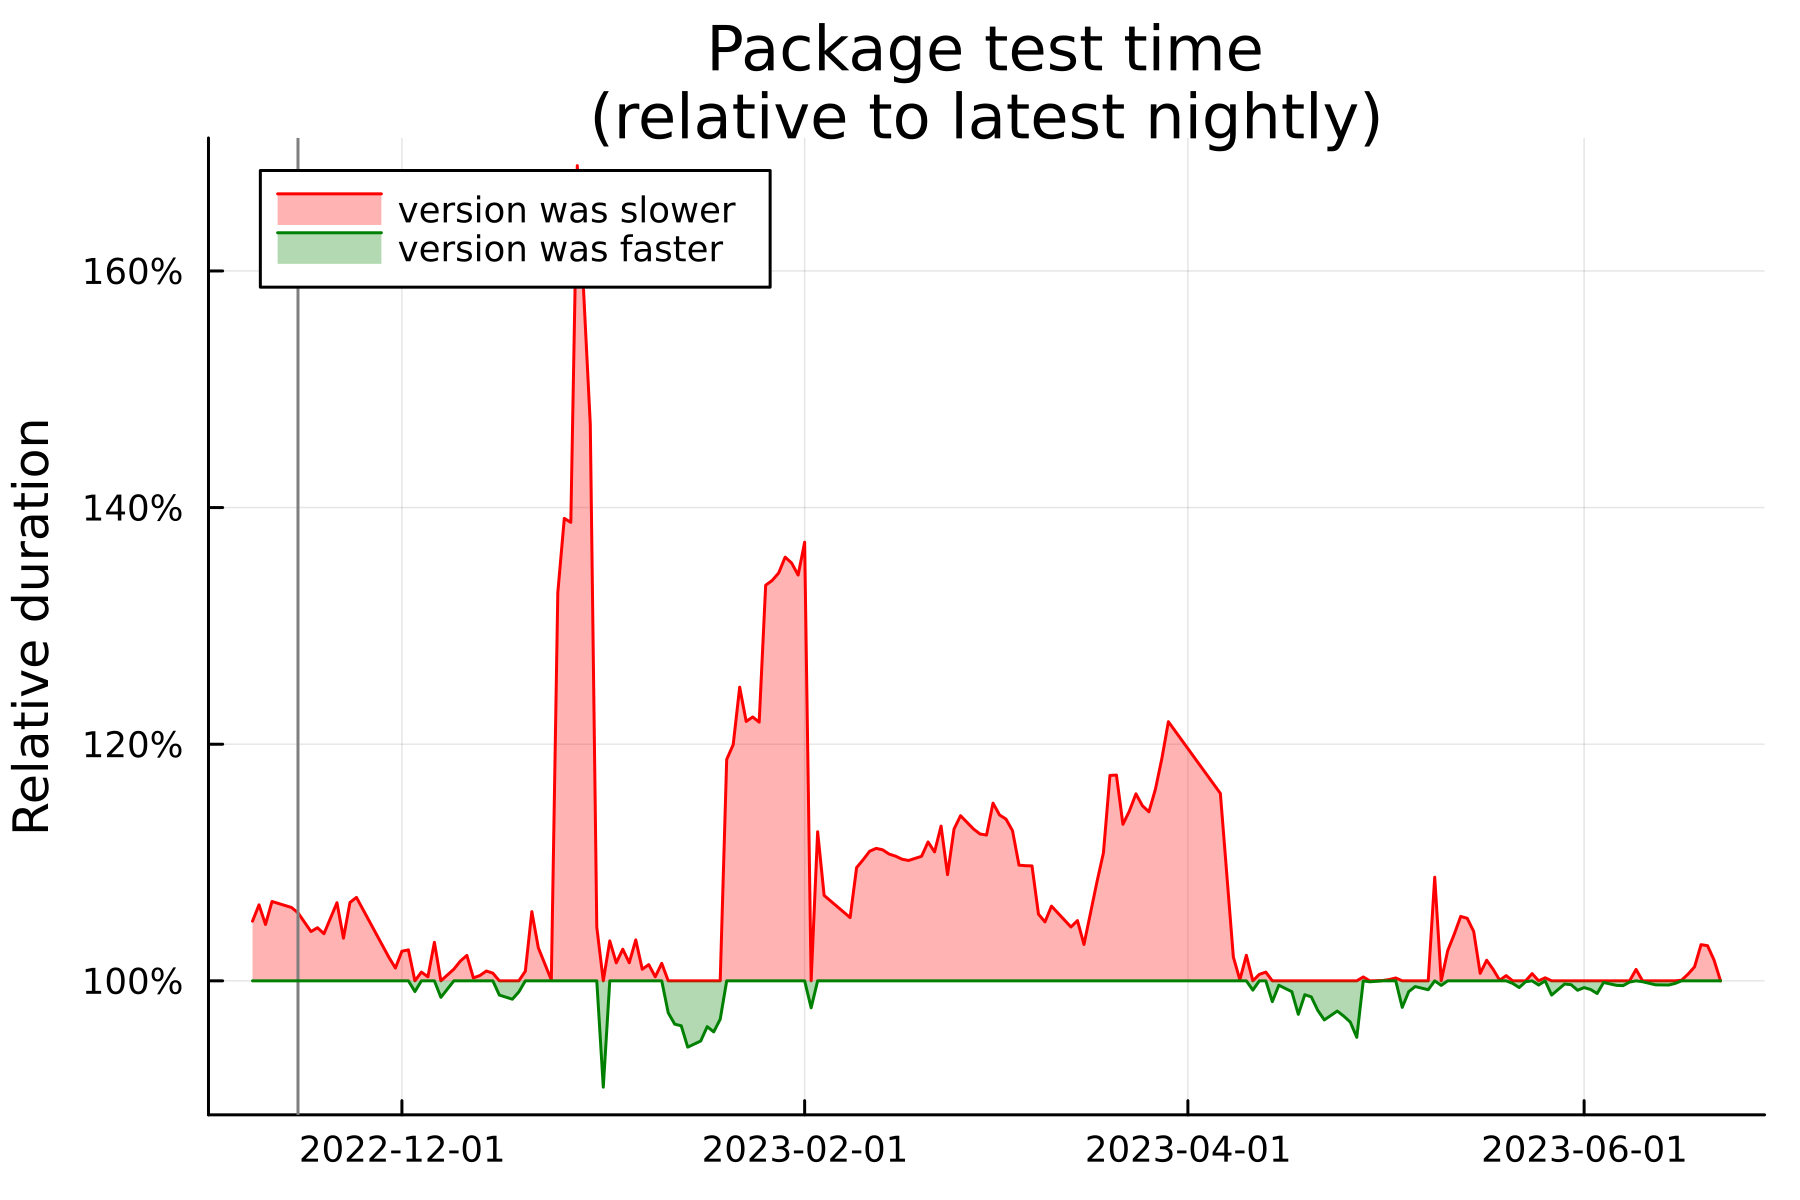 Package test time
(relative to latest nightly)
version was slower
version was faster
160%
140%
120%
100%
Relative duration
2022-12-01
2023-02-01
2023-04-01
2023-06-01